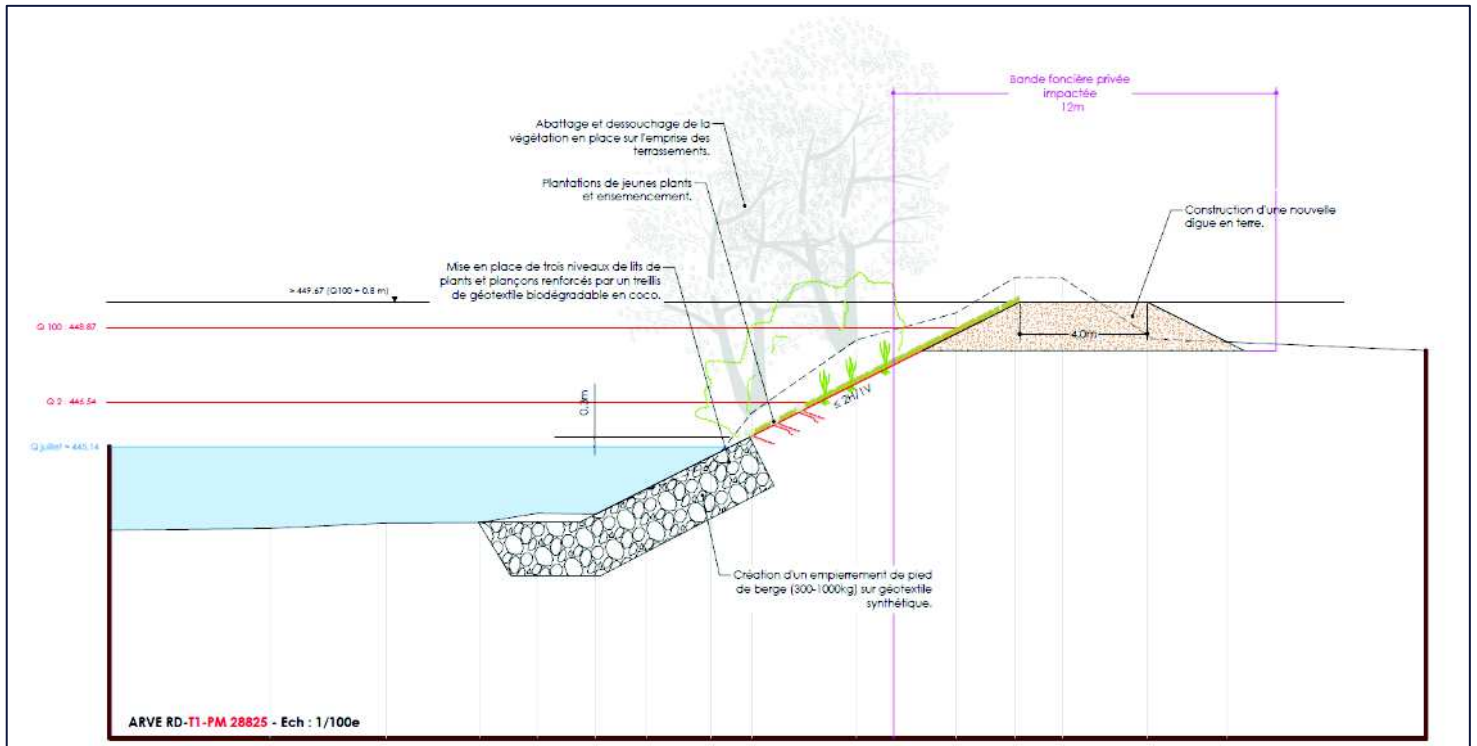 Bande foncière privée
impactée
12m
Abattage et dessouchage de la
végétation en place sur l'emprise des
terrassements.
Plantations de jeunes plants
et ensemencement.
Construction d'une nouvelle
digue en terre.
Mise en place de trois niveaux de lits de
plants et plançons renforcés par un treillis
de géotextile biodégradable en coco.
> 449.67 (Q100 + 0.8 m)
Q 100 : 448.87
4.0m
Q 2 : 446.54
0.3m
≤ 2H/1V
Q juillet = 445.14
Création d'un empierrement de pied
de berge (300-1000kg) sur géotextile
synthétique.
ARVE RD-T1-PM 28825 - Ech : 1/100e